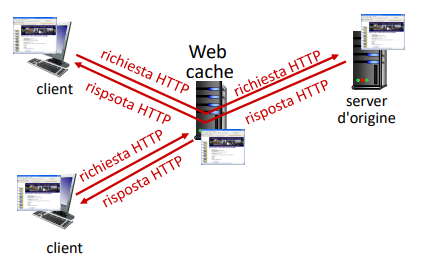 Web
cache
richiesta HTTP
rispsota HTTP
client
richiesta HTTP
risposta HTTP
server
d'origine
richiesta HTTP
risposta HTTP
client